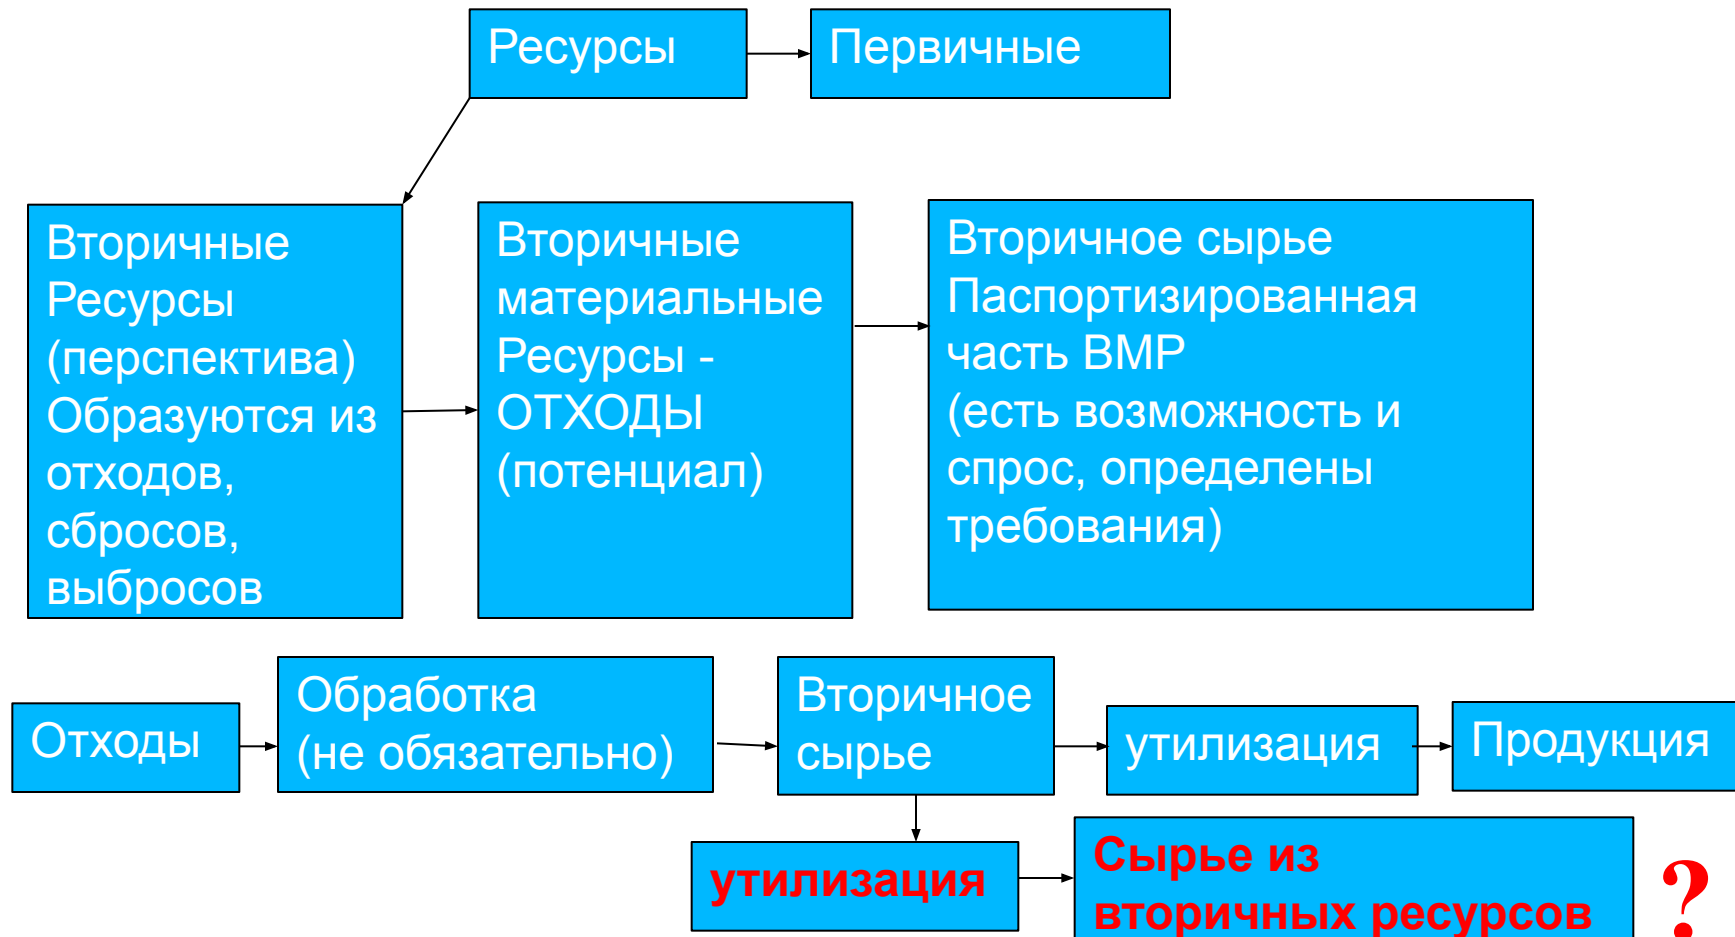 Ресурсы
Первичные
Вторичные
Ресурсы
(перспектива)
Образуются из
отходов,
сбросов,
выбросов
Вторичные
материальные
Ресурсы -
ОТХОДЫ
(потенциал)
Вторичное сырье
Паспортизированная
часть ВМР
(есть возможность и
спрос, определены
требования)
Отходы
Обработка
(не обязательно)
Вторичное
сырье
утилизация
Продукция
утилизация
Сырье из
вторичных ресурсов
?